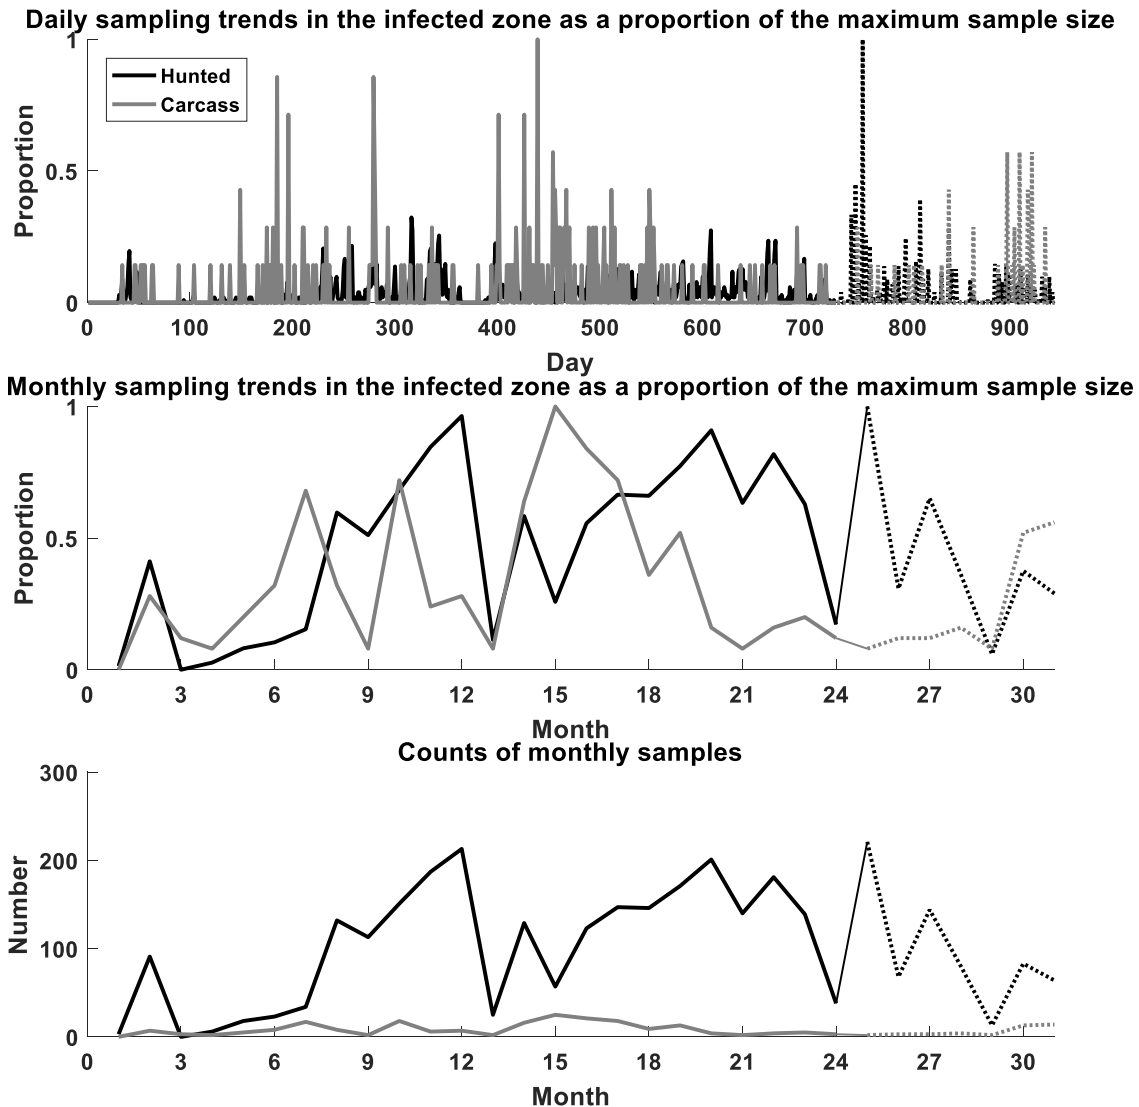 Daily sampling trends in the infected zone as a proportion of the maximum sample size
1
0.5
0
Proportion
Hunted
Carcass
0 100 200 300 400 500 600 700 800 900
Day
Monthly sampling trends in the infected zone as a proportion of the maximum sample size
1
0.5
0
Proportion
0 3 6 9 12 15 18 21 24 27 30
Month
Counts of monthly samples
300
200
100
0
Number
0 3 6 9 12 15 18 21 24 27 30
Month